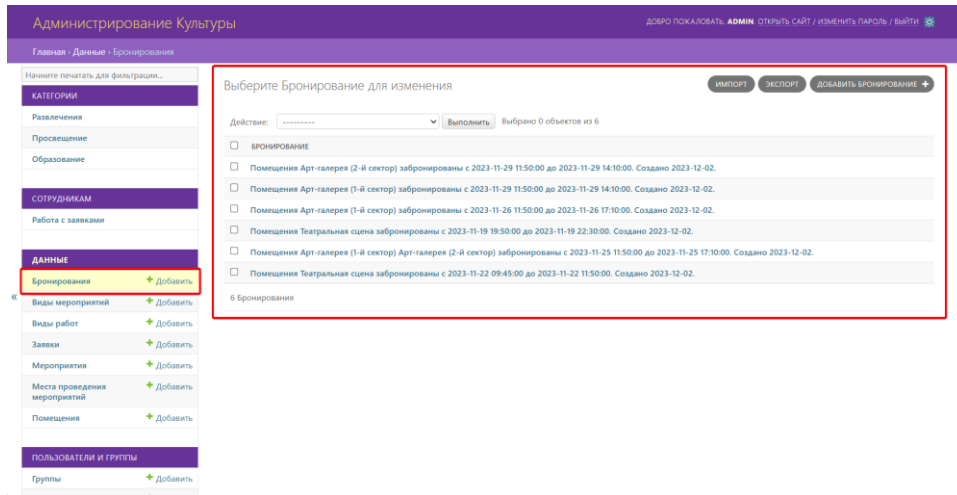 Администрирование Культуры
ДОБРО ПОЖАЛОВАТЬ, ADMIN ОТКРЫТЬ САЙТ / ИЗМЕНИТЬ ПАРОЛЬ / ВЫЙТИ
Главная › Данные › Бронирования
Начните печатать для фильтрации...
КАТЕГОРИИ
Развлечения
Просвещение
Образование
СОТРУДНИКАМ
Работа с заявками
ДАННЫЕ
Бронирования + Добавить
«
Виды мероприятий + Добавить
Виды работ + Добавить
Заявки + Добавить
Мероприятия + Добавить
Места проведения + Добавить
мероприятий
Помещения + Добавить
ПОЛЬЗОВАТЕЛИ И ГРУППЫ
Группы + Добавить
Выберите Бронирование для изменения
ИМПОРТ ЭКСПОРТ ДОБАВИТЬ БРОНИРОВАНИЕ +
Действие: --------- Выполнить Выбрано 0 объектов из 6
БРОНИРОВАНИЕ
Помещения Арт-галерея (2-й сектор) забронированы с 2023-11-29 11:50:00 до 2023-11-29 14:10:00. Создано 2023-12-02.
Помещения Арт-галерея (1-й сектор) забронированы с 2023-11-29 11:50:00 до 2023-11-29 14:10:00. Создано 2023-12-02.
Помещения Арт-галерея (1-й сектор) забронированы с 2023-11-26 11:50:00 до 2023-11-26 17:10:00. Создано 2023-12-02.
Помещения Театральная сцена забронированы с 2023-11-19 19:50:00 до 2023-11-19 22:30:00. Создано 2023-12-02.
Помещения Арт-галерея (1-й сектор) Арт-галерея (2-й сектор) забронированы с 2023-11-25 11:50:00 до 2023-11-25 17:10:00. Создано 2023-12-02.
Помещения Театральная сцена забронированы с 2023-11-22 09:45:00 до 2023-11-22 11:50:00. Создано 2023-12-02.
6 Бронирования